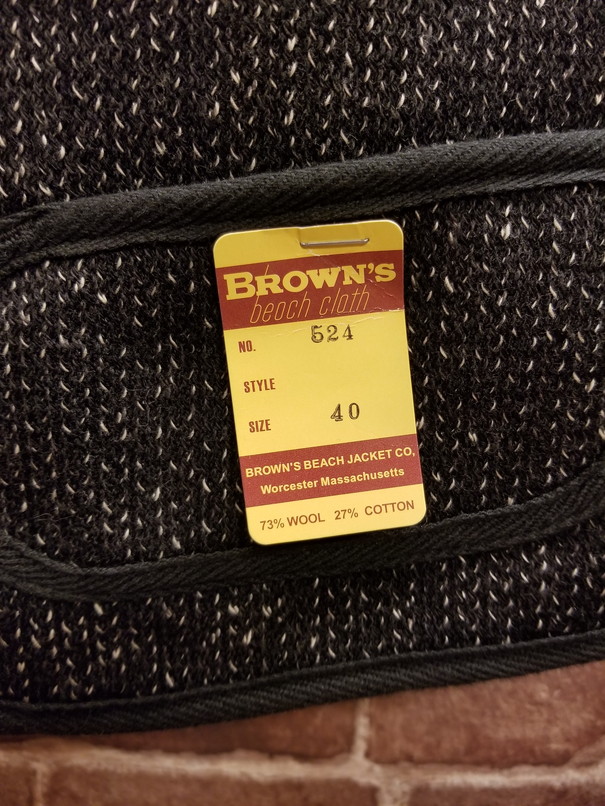 BROWN'S
beach cloth
NO. 524
STYLE
SIZE 40
BROWN'S BEACH JACKET CO,
Worcester Massachusetts
73% WOOL 27% COTTON